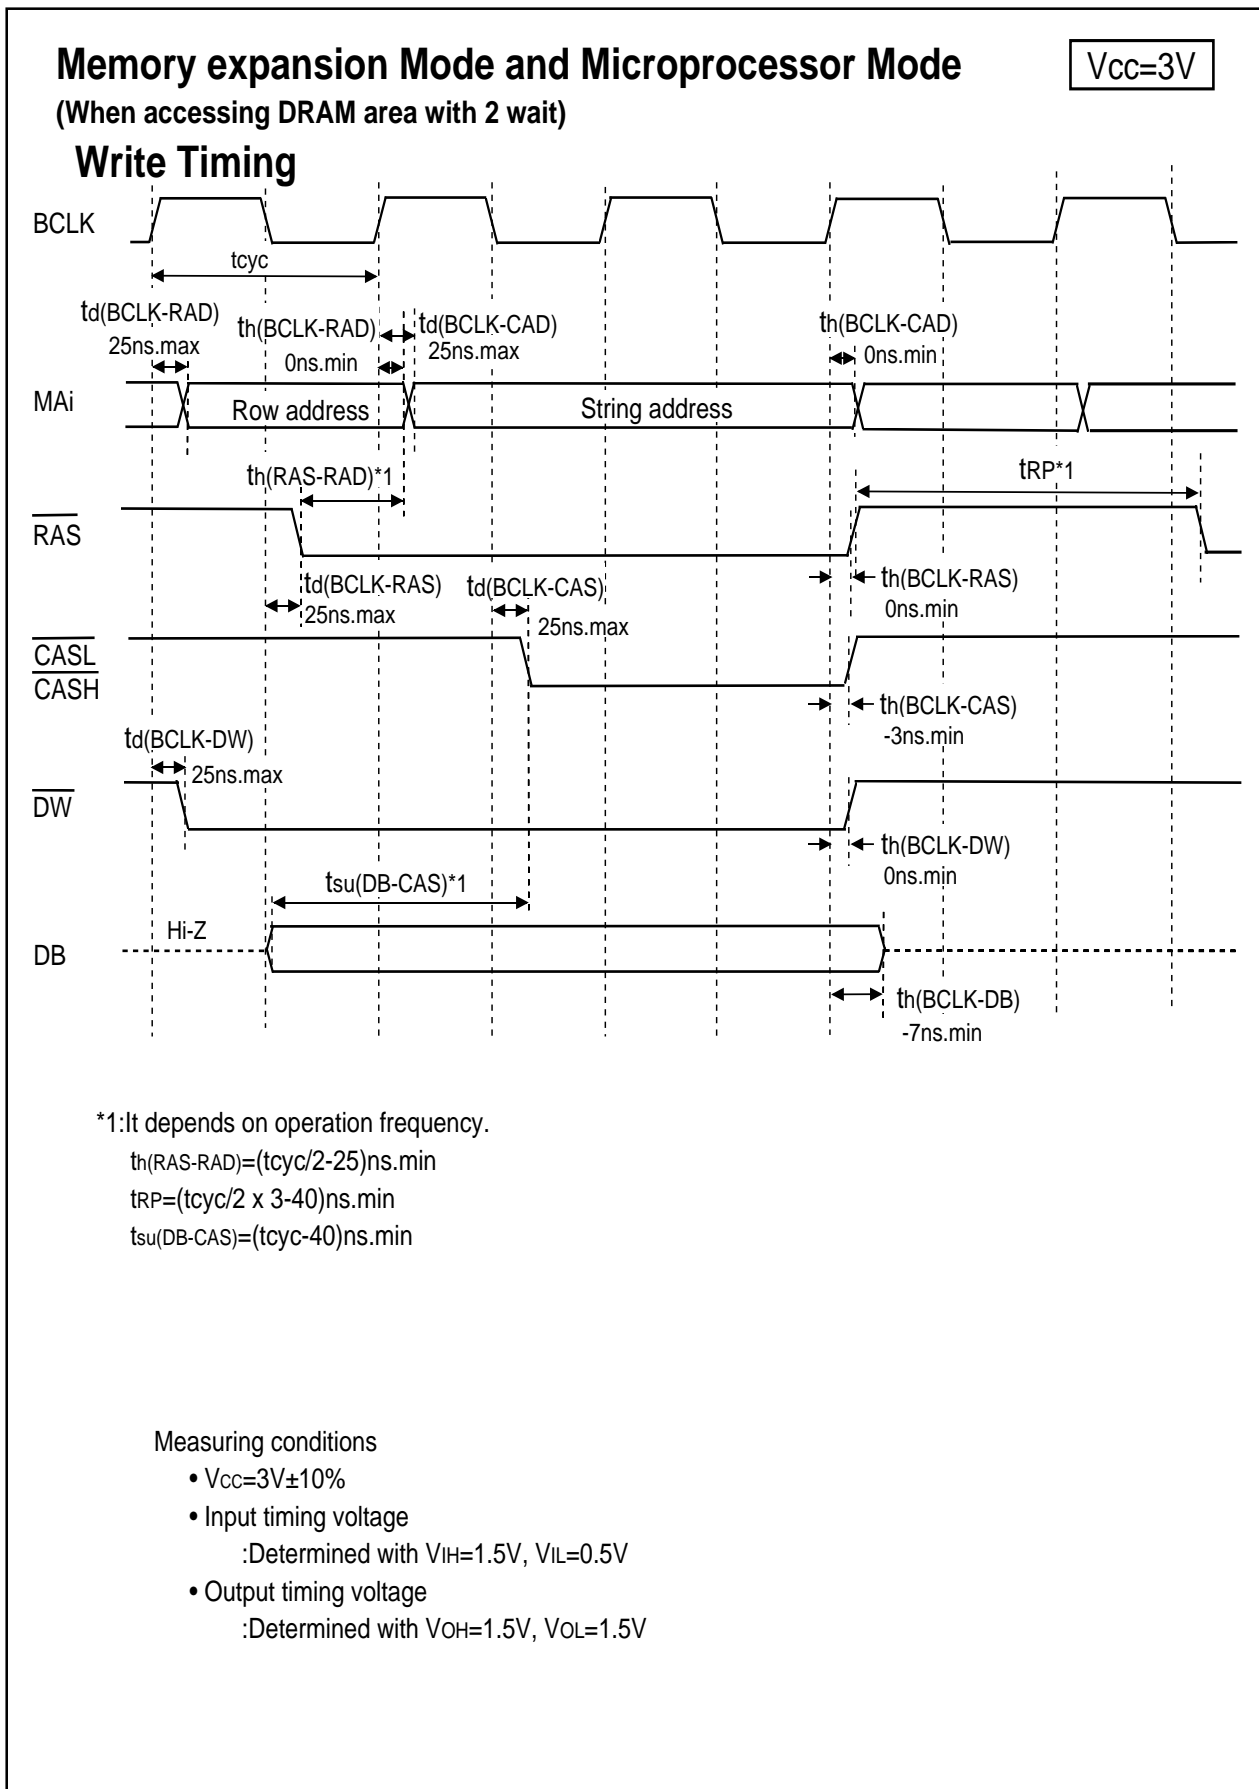 Memory expansion Mode and Microprocessor Mode
Vcc=3V
(When accessing DRAM area with 2 wait)
Write Timing
BCLK
tcyc
td(BCLK-RAD)
25ns.max
th(BCLK-RAD)
0ns.min
td(BCLK-CAD)
25ns.max
th(BCLK-CAD)
0ns.min
MAi
Row address
String address
th(RAS-RAD)*1
tRP*1
RAS
td(BCLK-RAS)
25ns.max
td(BCLK-CAS)
25ns.max
th(BCLK-RAS)
0ns.min
CASL
CASH
th(BCLK-CAS)
-3ns.min
td(BCLK-DW)
25ns.max
DW
th(BCLK-DW)
0ns.min
tsu(DB-CAS)*1
Hi-Z
DB
th(BCLK-DB)
-7ns.min
*1:It depends on operation frequency.
th(RAS-RAD)=(tcyc/2-25)ns.min
tRP=(tcyc/2 x 3-40)ns.min
tsu(DB-CAS)=(tcyc-40)ns.min
Measuring conditions
• VCC=3V±10%
• Input timing voltage
:Determined with VIH=1.5V, VIL=0.5V
• Output timing voltage
:Determined with VOH=1.5V, VOL=1.5V